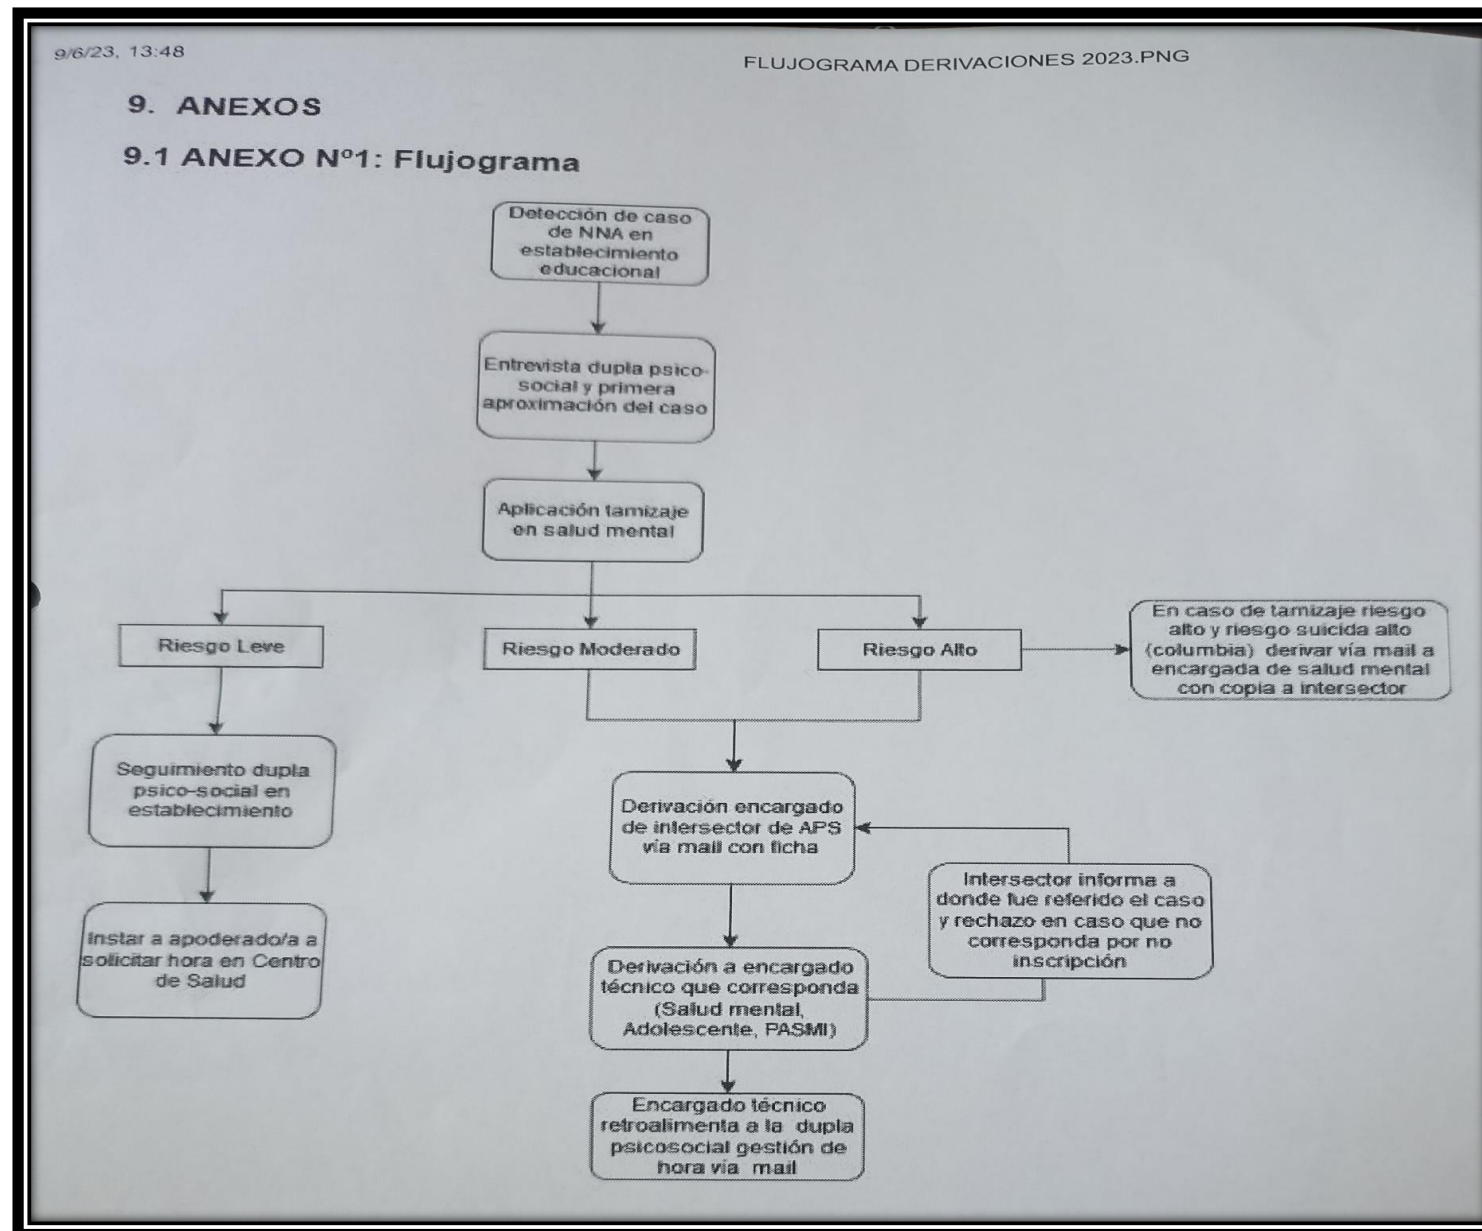 9/6/23, 13:48
FLUJOGRAMA DERIVACIONES 2023.PNG
9. ANEXOS
9.1 ANEXO Nº1: Flujograma
Detección de caso
de NNA en
establecimiento
educacional
Entrevista dupla psico-
social y primera
aproximación del caso
Aplicación tamizaje
en salud mental
Riesgo Leve
Riesgo Moderado
Riesgo Alto
En caso de tamizaje riesgo
alto y riesgo suicida alto
(columbia) derivar vía mail a
encargada de salud mental
con copia a intersector
Seguimiento dupla
psico-social en
establecimiento
Instar a apoderado/a a
solicitar hora en Centro
de Salud
Derivación encargado
de intersector de APS
vía mail con ficha
Intersector informa a
donde fue referido el caso
y rechazo en caso que no
corresponda por no
inscripción
Derivación a encargado
técnico que corresponda
(Salud mental,
Adolescente, PASMI)
Encargado técnico
retroalimenta a la dupla
psicosocial gestión de
hora vía mail